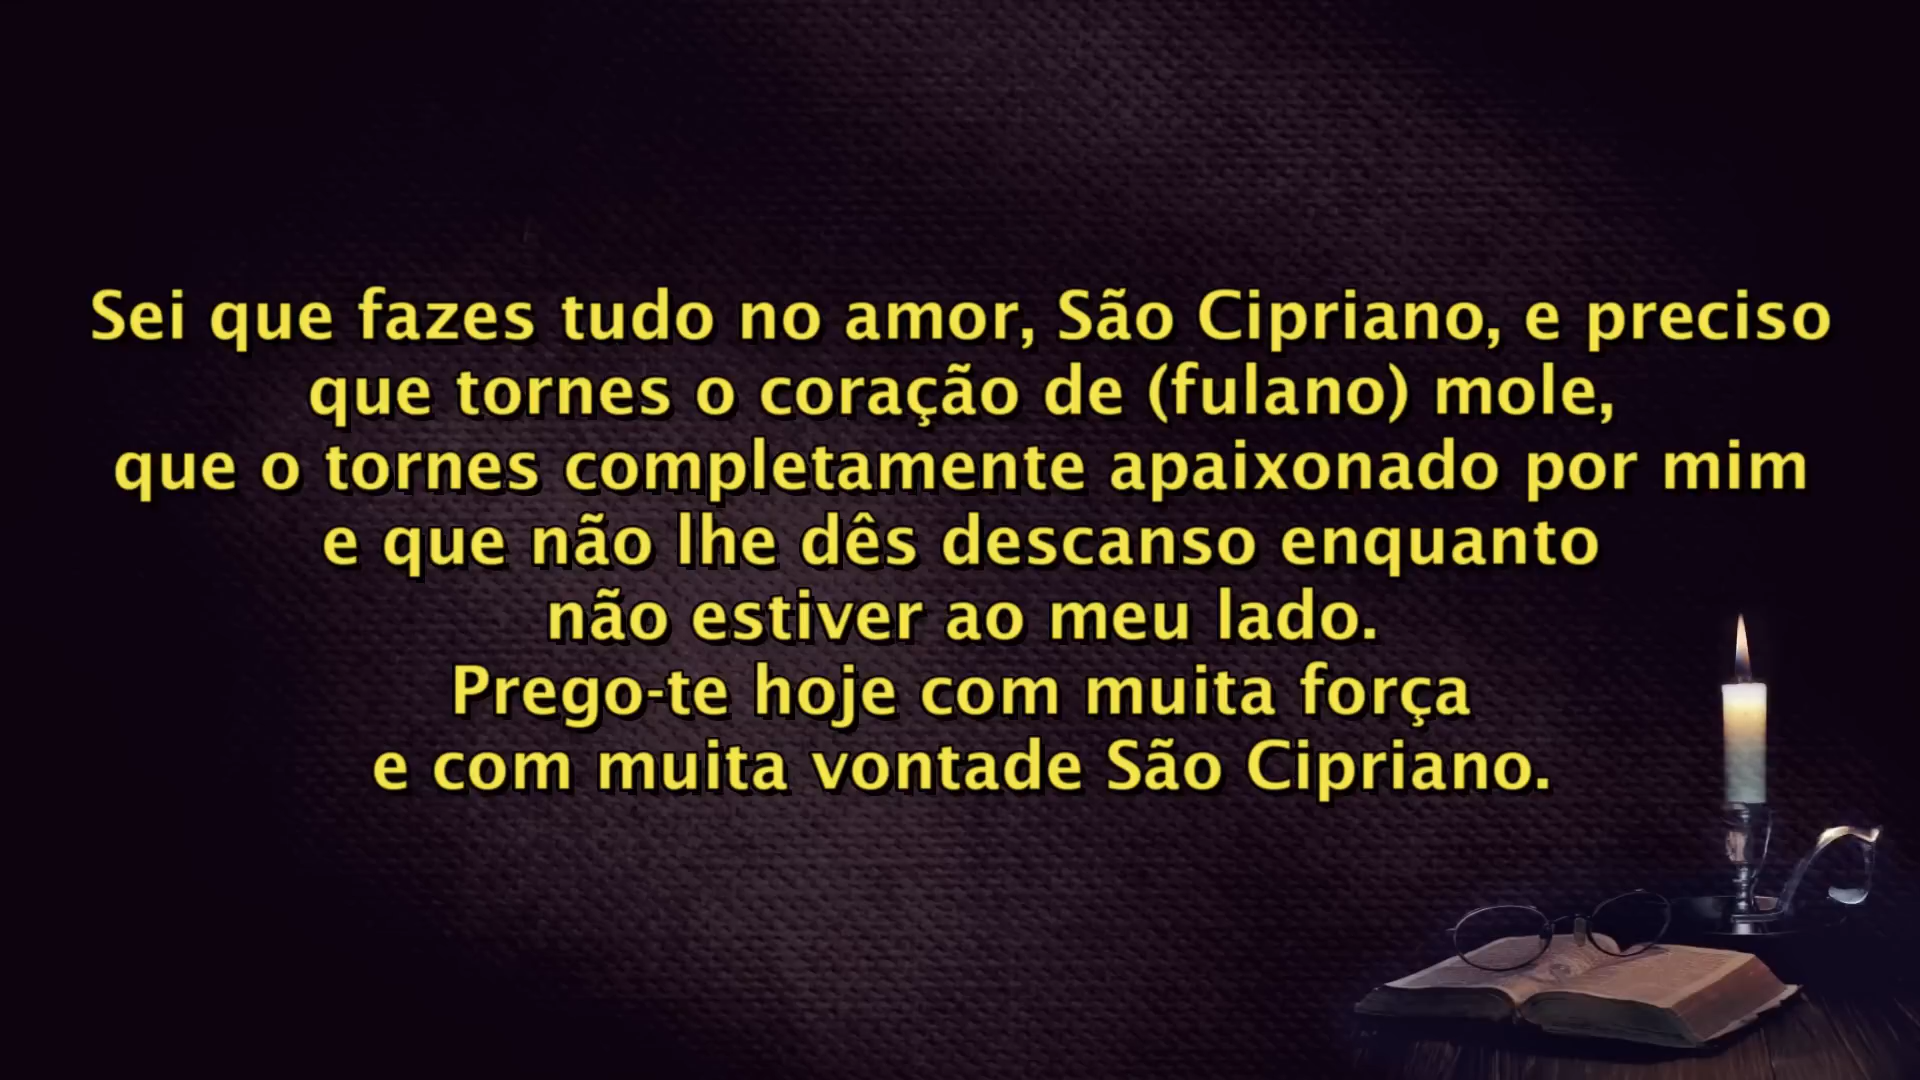 Sei que fazes tudo no amor, São Cipriano, e preciso
que tornes o coração de (fulano) mole,
que o tornes completamente apaixonado por mim
e que não lhe dês descanso enquanto
não estiver ao meu lado.
Prego-te hoje com muita força
e com muita vontade São Cipriano.